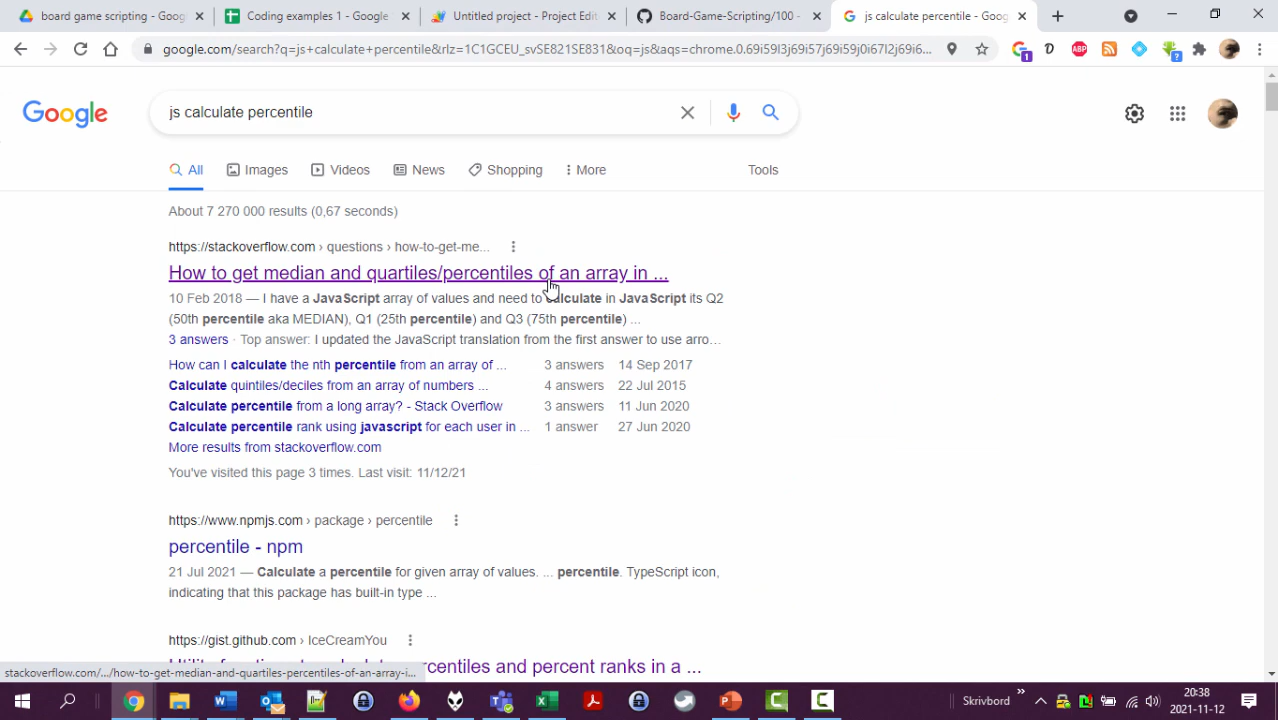 board game scripting - Goog
Coding examples 1 - Google
Untitled project - Project Edit
Board-Game-Scripting/100 -
js calculate percentile - Goog
google.com/search?q=js+calculate+percentile&rlz=1C1GCEU_svSE821SE831&oq=js&aqs=chrome.0.69i59l3j69i57j69i59j0i67l2j69i6...
Google
js calculate percentile
All
Images
Videos
News
Shopping
More
Tools
About 7 270 000 results (0,67 seconds)
https://stackoverflow.com › questions › how-to-get-me...
How to get median and quartiles/percentiles of an array in ...
10 Feb 2018 — I have a JavaScript array of values and need to calculate in JavaScript its Q2
(50th percentile aka MEDIAN), Q1 (25th percentile) and Q3 (75th percentile) ...
3 answers · Top answer: I updated the JavaScript translation from the first answer to use arro...
How can I calculate the nth percentile from an array of ... 3 answers 14 Sep 2017
Calculate quintiles/deciles from an array of numbers ... 4 answers 22 Jul 2015
Calculate percentile from a long array? - Stack Overflow 3 answers 11 Jun 2020
Calculate percentile rank using javascript for each user in ... 1 answer 27 Jun 2020
More results from stackoverflow.com
You've visited this page 3 times. Last visit: 11/12/21
https://www.npmjs.com › package › percentile
percentile - npm
21 Jul 2021 — Calculate a percentile for given array of values. ... percentile. TypeScript icon,
indicating that this package has built-in type ...
https://gist.github.com › IceCreamYou
percentiles and percent ranks in a ...
stackoverflow.com/.../how-to-get-median-and-quartiles-percentiles-of-an-array-i...
Skrivbord
20:38
2021-11-12